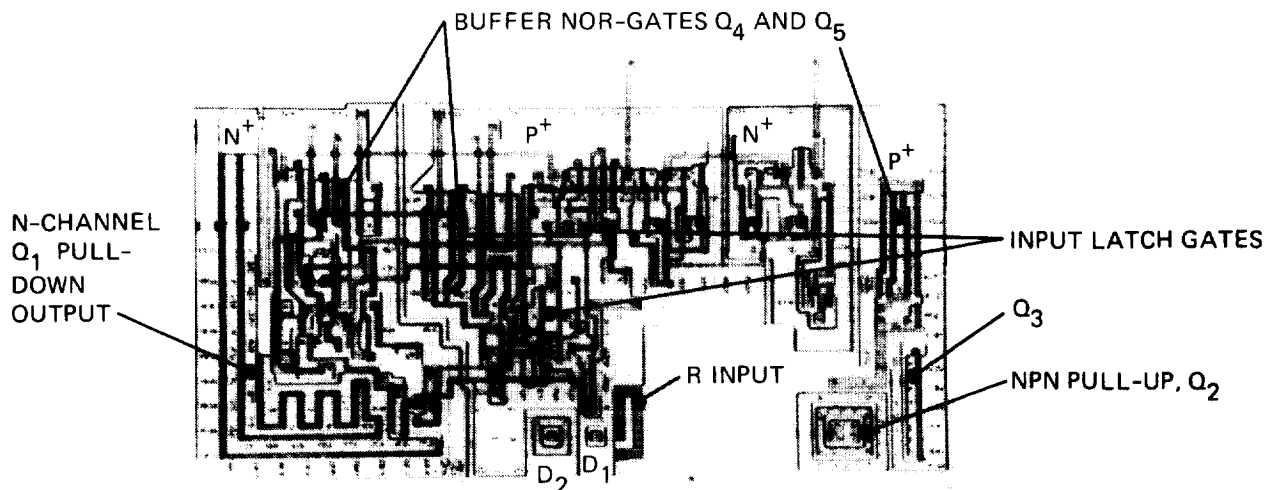 BUFFER NOR-GATES Q4 AND Q5
N+
P+
N+
P+
N-CHANNEL
Q1 PULL-
DOWN
OUTPUT
INPUT LATCH GATES
Q3
R INPUT
NPN PULL-UP, Q2
D2
D1